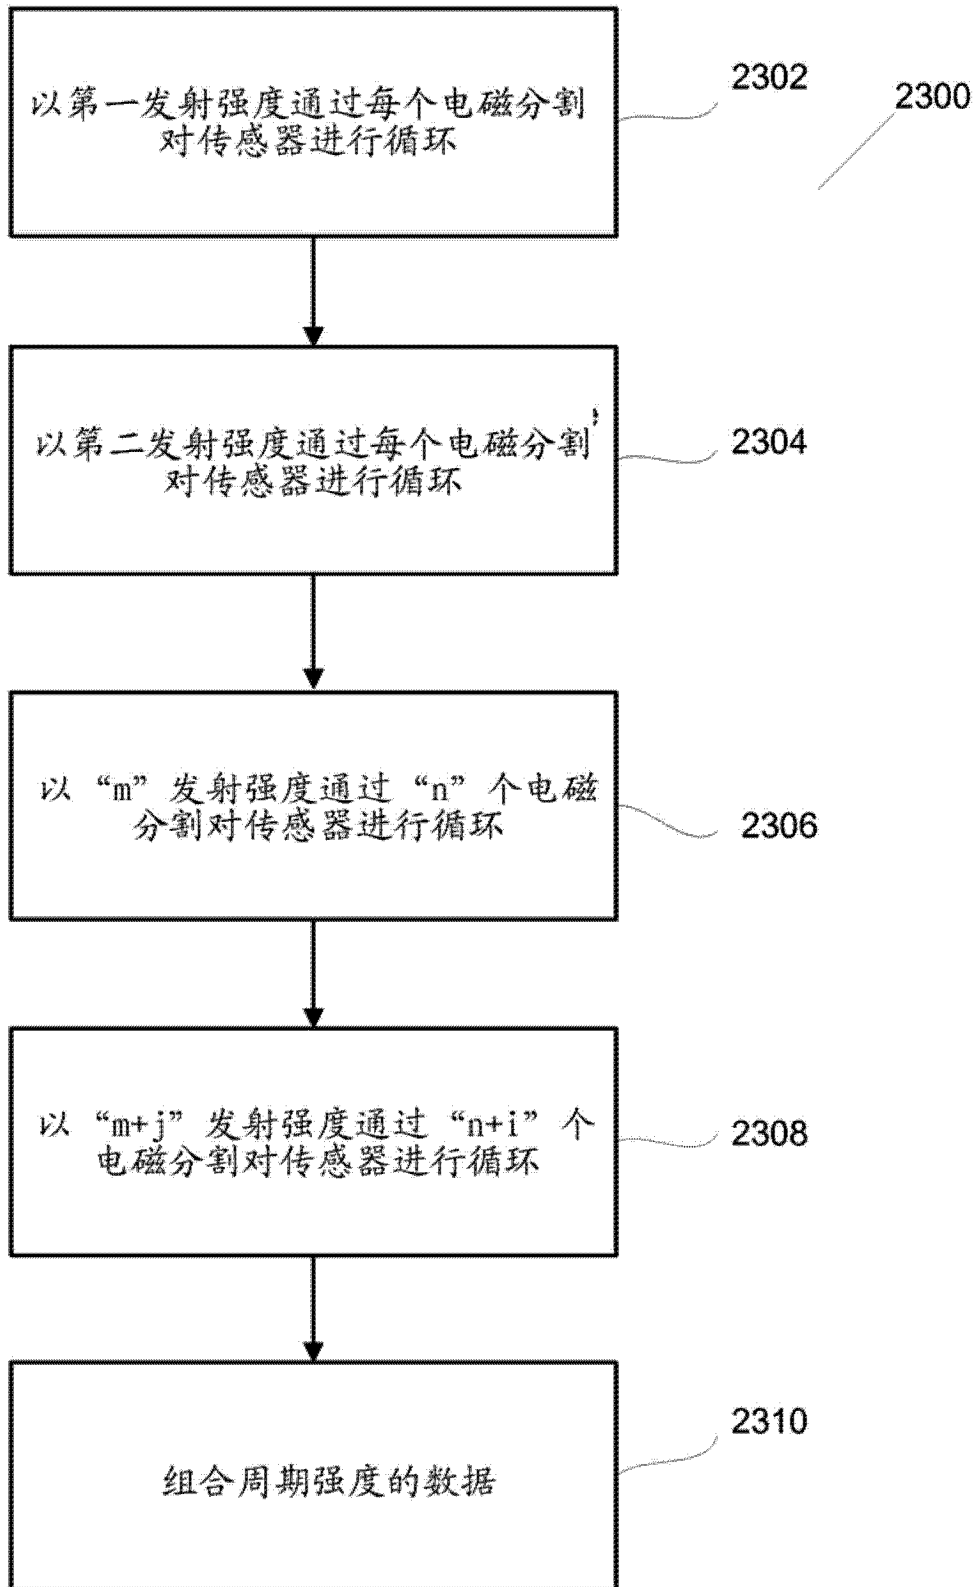 以第一发射强度通过每个电磁分割
对传感器进行循环
2302
2300
以第二发射强度通过每个电磁分割
对传感器进行循环
2304
以“m”发射强度通过“n”个电磁
分割对传感器进行循环
2306
以“m+j”发射强度通过“n+i”个
电磁分割对传感器进行循环
2308
组合周期强度的数据
2310